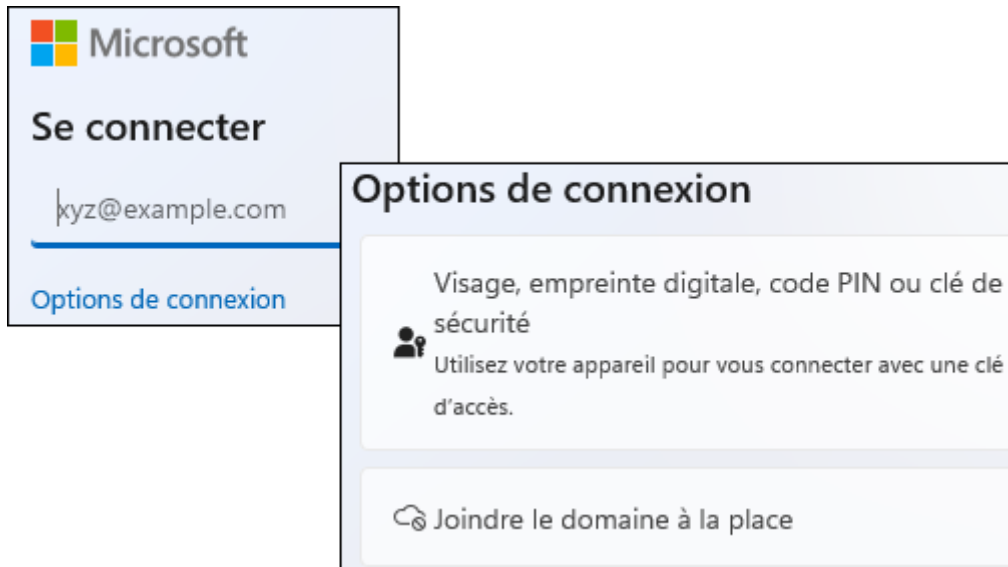 Microsoft
Se connecter
xyz@example.com
Options de connexion
Options de connexion
Visage, empreinte digitale, code PIN ou clé de
sécurité
Utilisez votre appareil pour vous connecter avec une clé
d'accès.
Joindre le domaine à la place